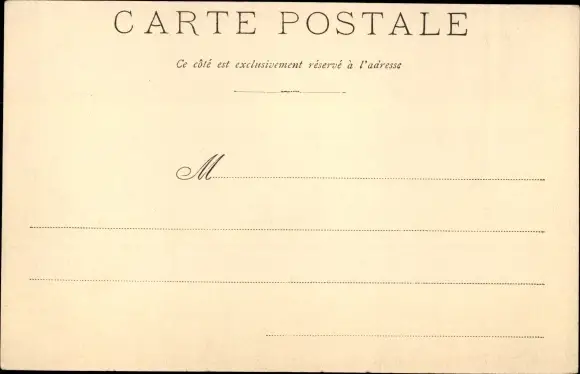 CARTE POSTALE
Ce côté est exclusivement réservé à l'adresse
M